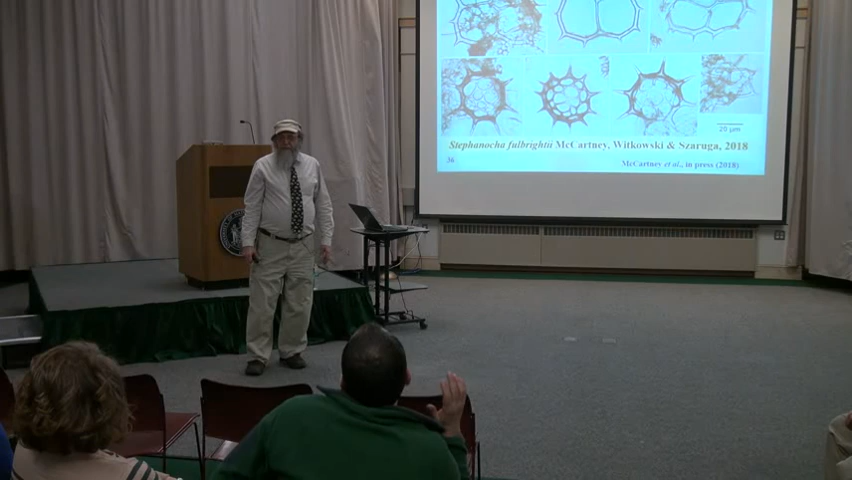 20 µm
Stephanocha fulbrightii McCartney, Witkowski & Szaruga, 2018
36
McCartney et al., in press (2018)